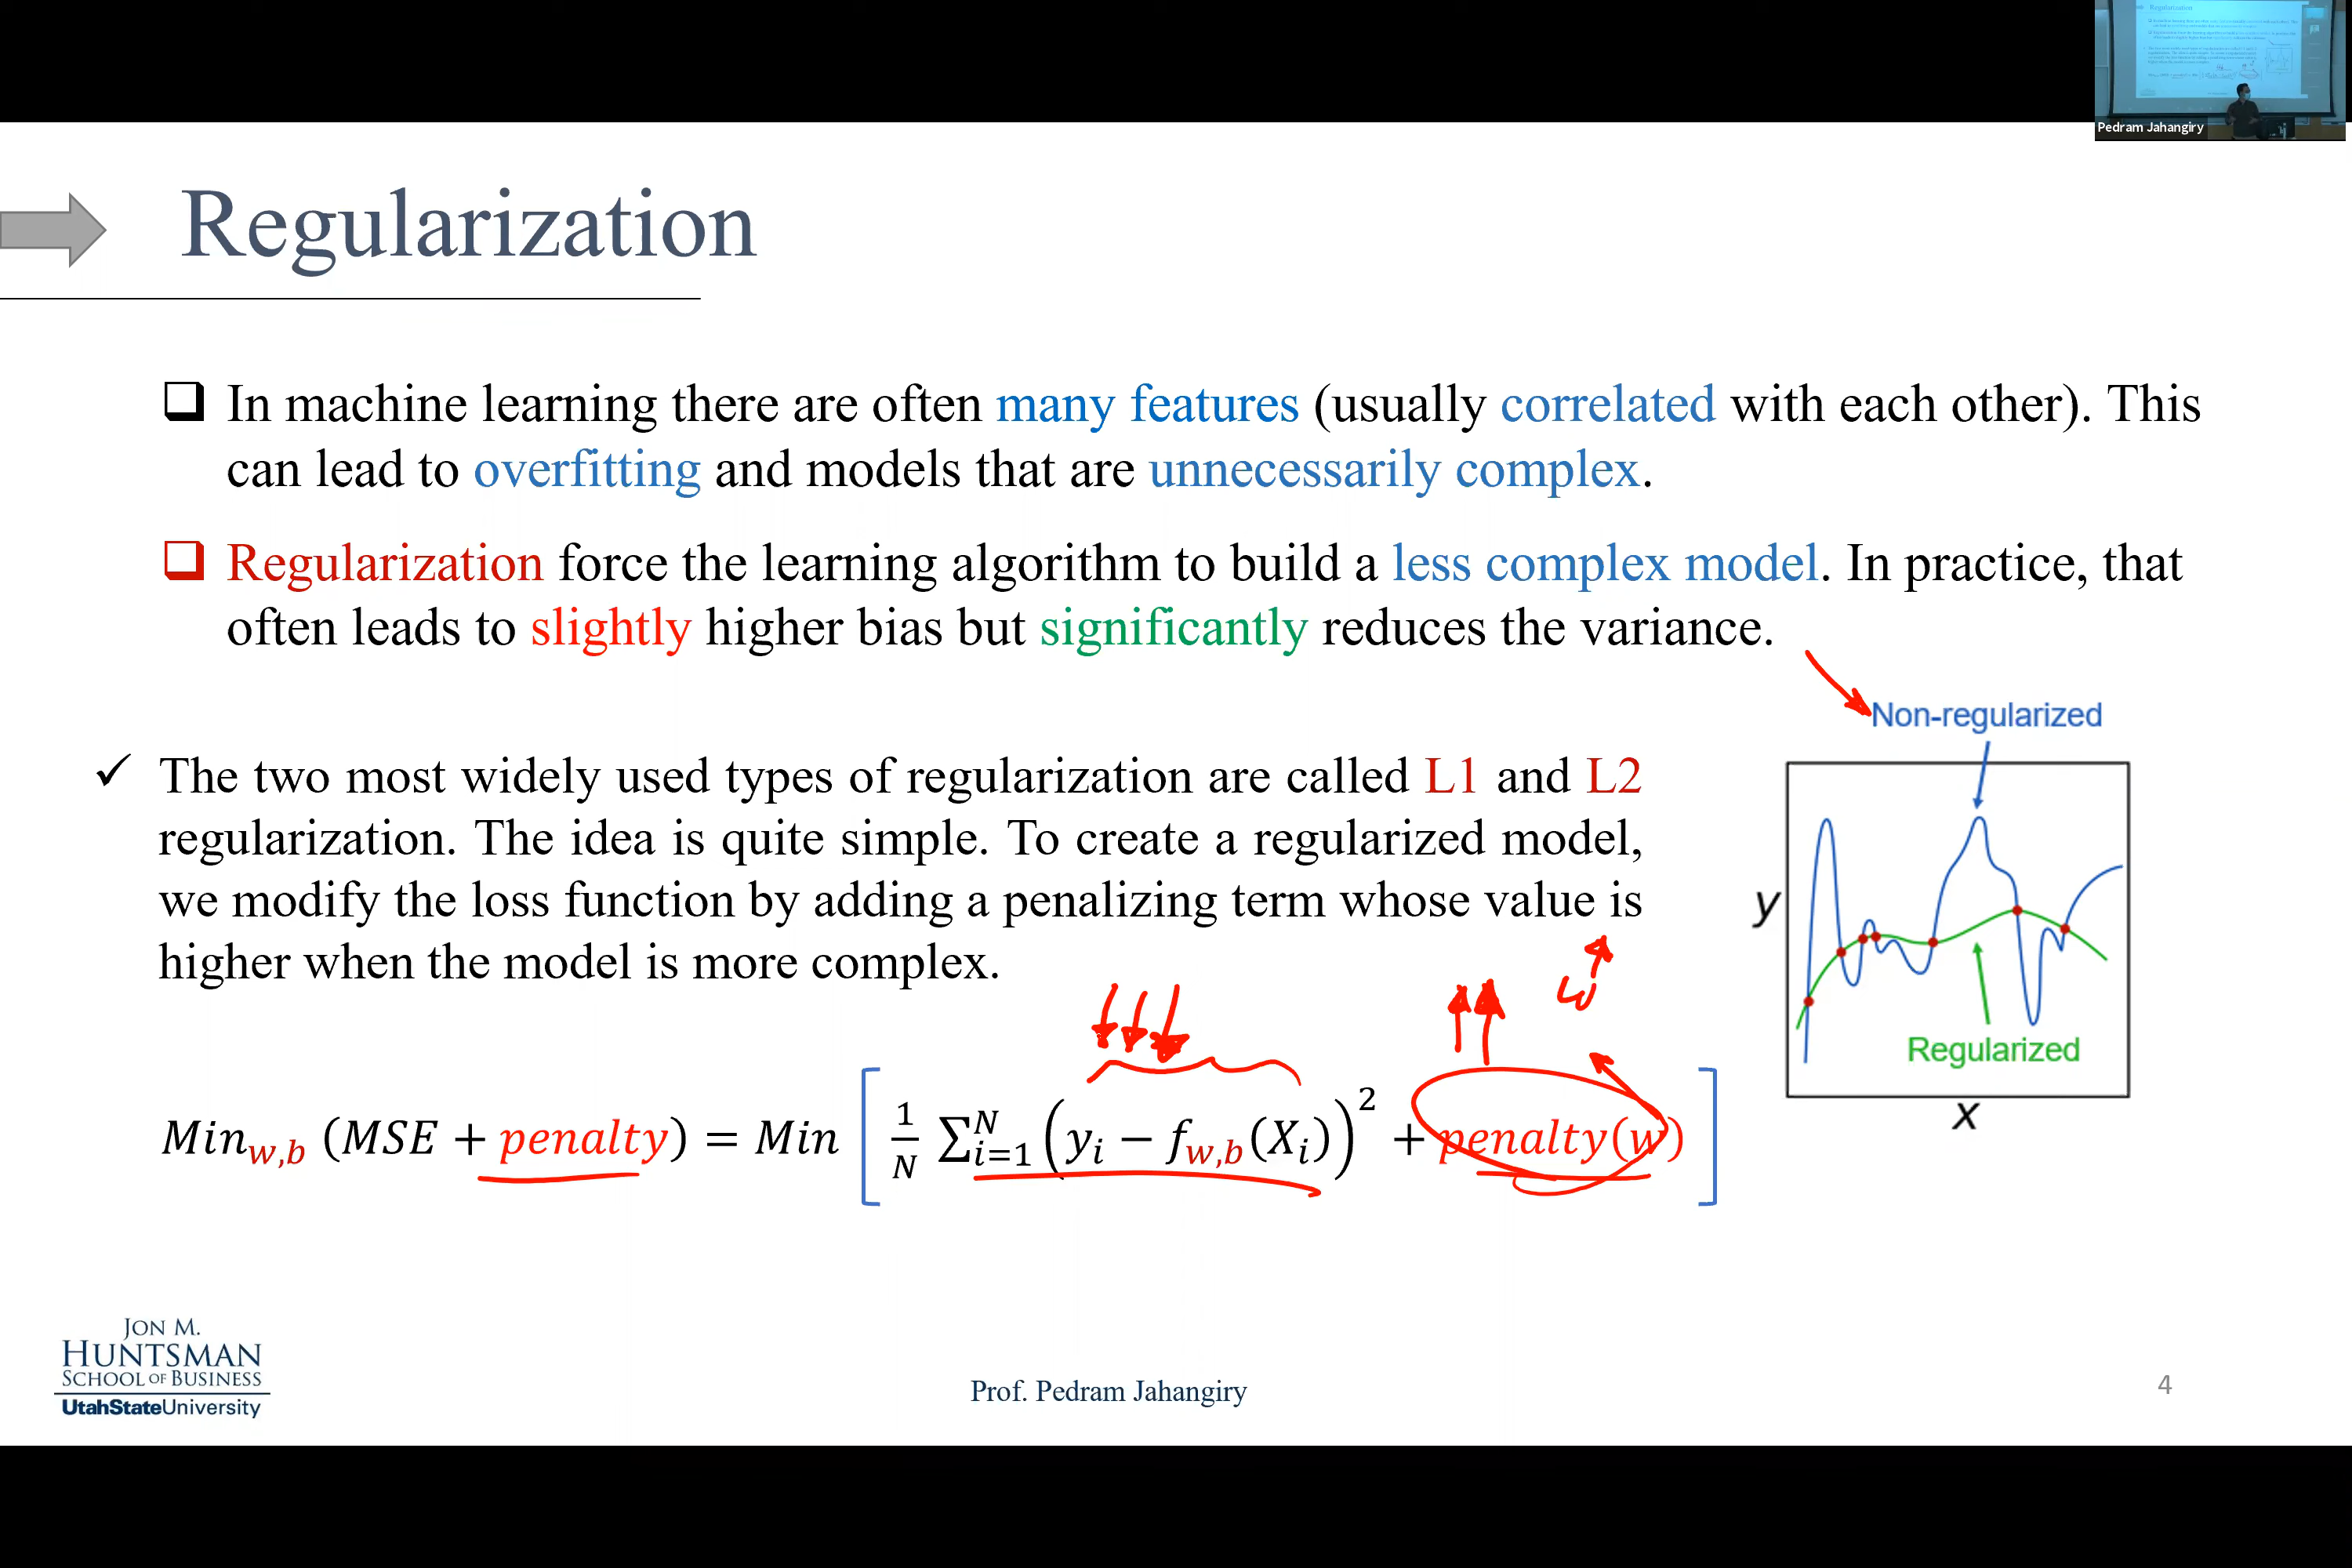 Pedram Jahangiry
Regularization
In machine learning there are often many features (usually correlated with each other). This
can lead to overfitting and models that are unnecessarily complex.
Regularization force the learning algorithm to build a less complex model. In practice, that
often leads to slightly higher bias but significantly reduces the variance.
✓ The two most widely used types of regularization are called L1 and L2
regularization. The idea is quite simple. To create a regularized model,
we modify the loss function by adding a penalizing term whose value is
higher when the model is more complex.
w
Min_{w,b} (MSE + penalty) = Min [ 1/N ∑_{i=1}^{N} (y_i − f_{w,b}(X_i))^2 + penalty(w) ]
Non-regularized
y
Regularized
x
JON M.
HUNTSMAN
SCHOOL OF BUSINESS
UtahStateUniversity
Prof. Pedram Jahangiry
4